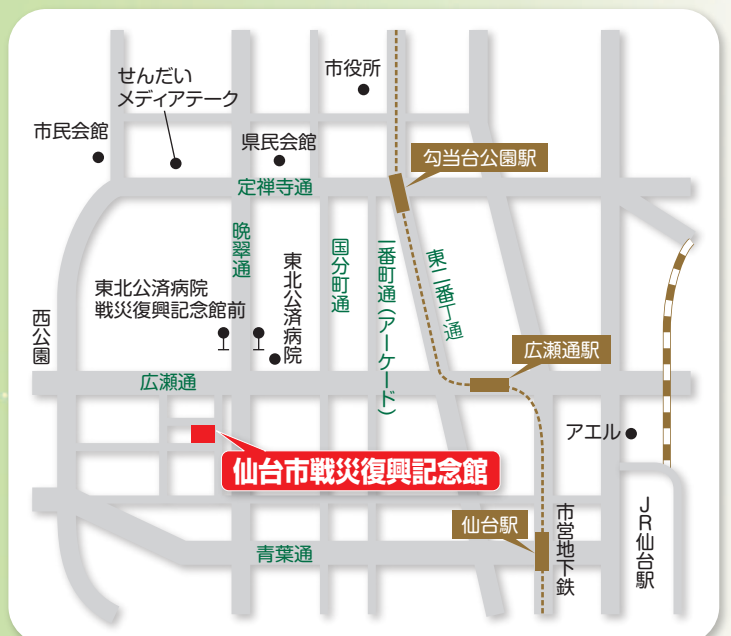 せんだい
メディアテーク
市役所
市民会館
県民会館
勾当台公園駅
定禅寺通
晩翠通
国分町通
一番町通(アーケード)
東二番丁通
東北公済病院
東北公済病院
戦災復興記念館前
西公園
広瀬通駅
広瀬通
アエル
仙台市戦災復興記念館
仙台駅
市営地下鉄
JR仙台駅
青葉通